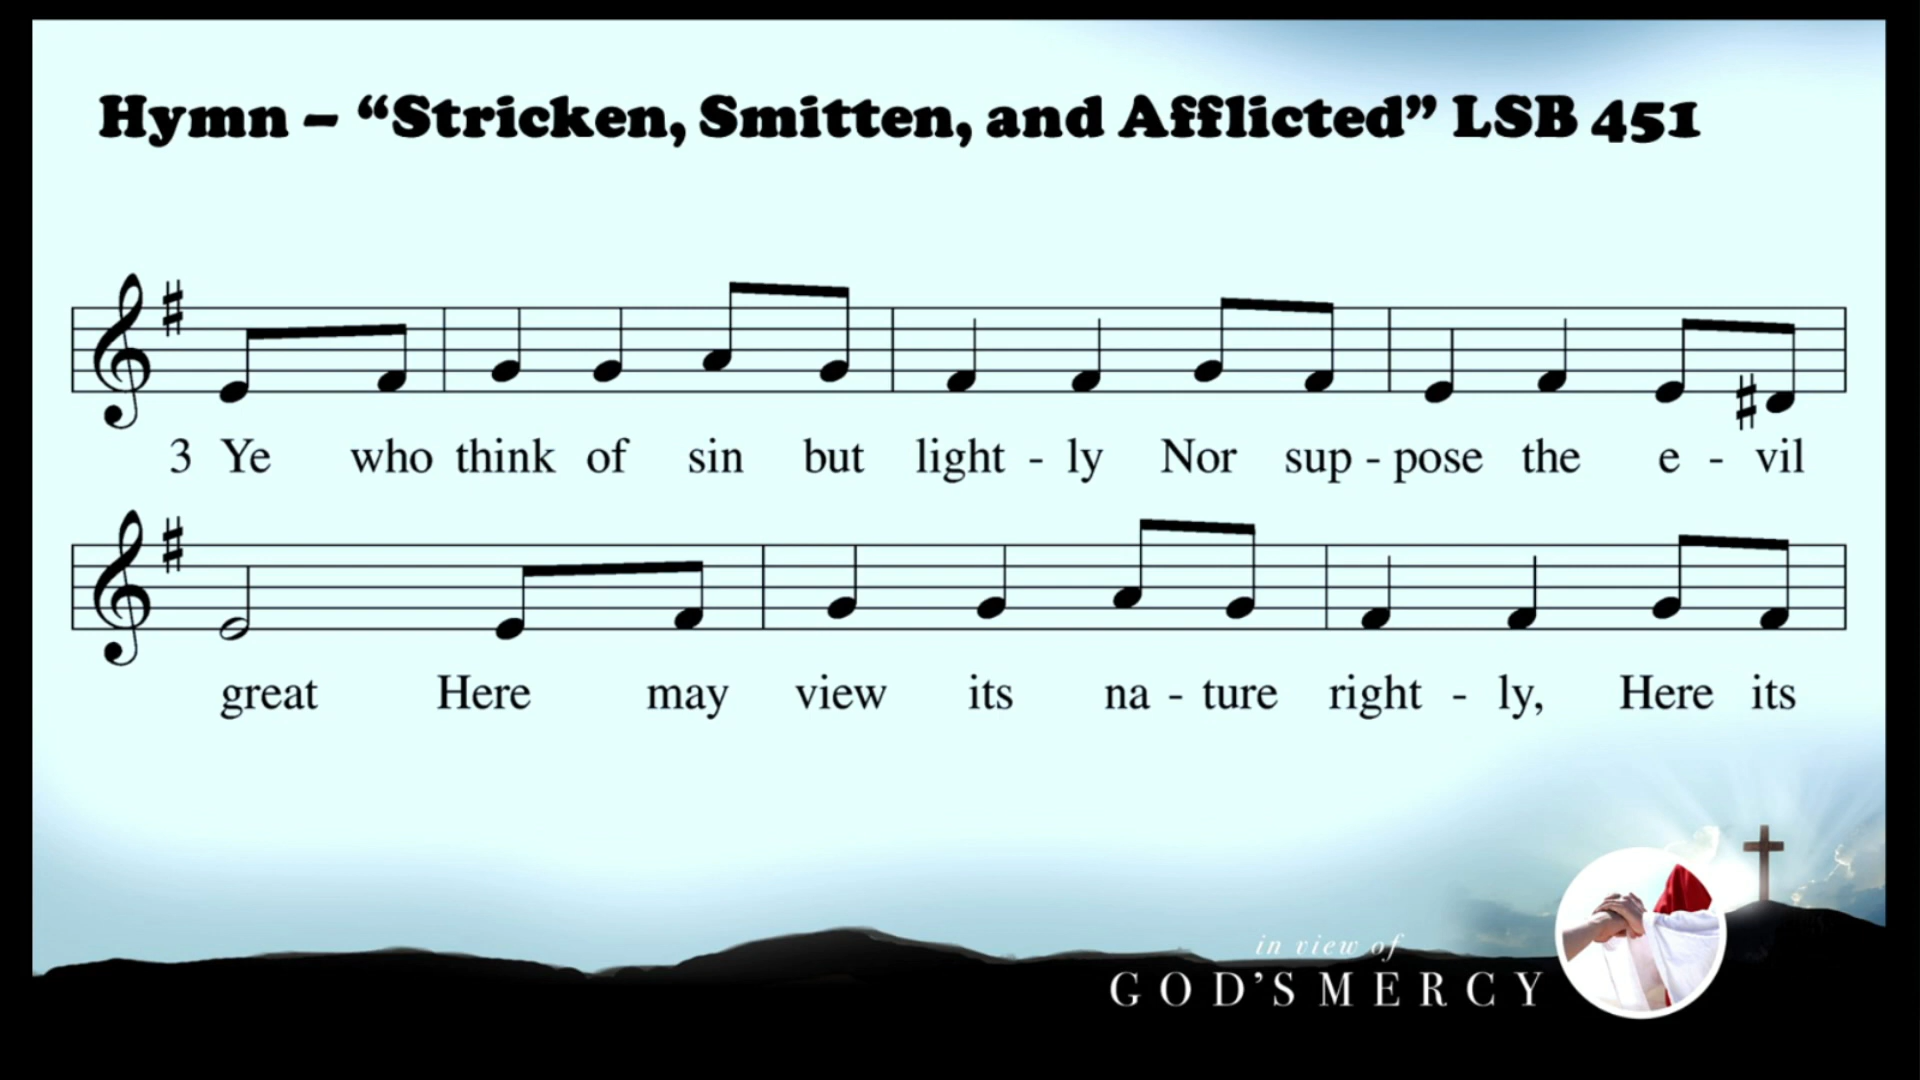 Hymn – “Stricken, Smitten, and Afflicted” LSB 451
3 Ye who think of sin but light - ly Nor sup - pose the e - vil
great Here may view its na - ture right - ly, Here its
in view of
GOD’S MERCY